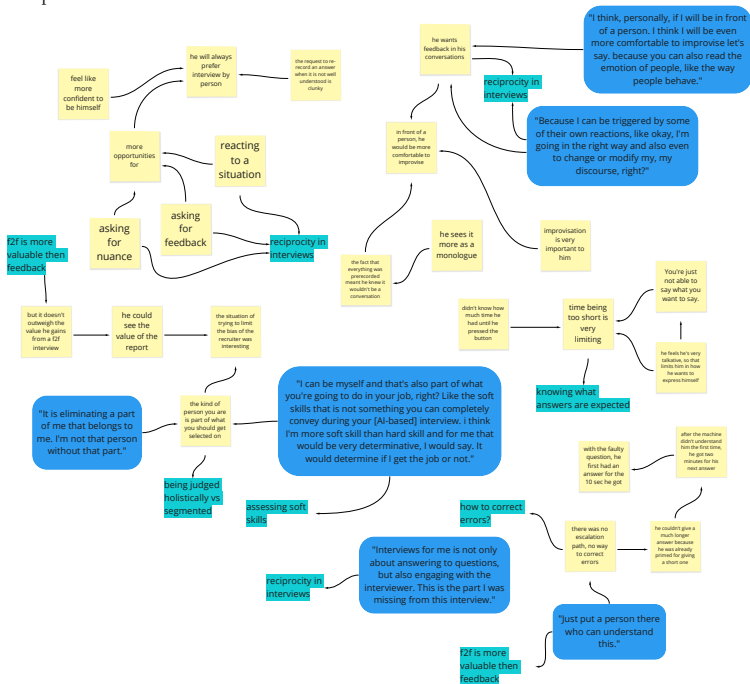 he will always
prefer
interview by
person
feel like
more
confident to
be himself
the request to re-
record an answer
when it is not well
understood is
clunky
more
opportunities
for
reacting
to a
situation
asking
for
nuance
asking
for
feedback
reciprocity in
interviews
f2f is more
valuable then
feedback
but it doesn't
outweigh the
value he gains
from a f2f
interview
he could
see the
value of the
report
the situation of
trying to limit
the bias of the
recruiter was
interesting
the kind of
person you are
is part of what
you should get
selected on
"It is eliminating a part
of me that belongs to
me. I'm not that person
without that part."
"I can be myself and that's also part of what
you're going to do in your job, right? Like the soft
skills that is not something you can completely
convey during your [AI-based] interview. i think
I'm more soft skill than hard skill and for me that
would be very determinative, I would say. It
would determine if I get the job or not."
being judged
holistically vs
segmented
assessing soft
skills
reciprocity in
interviews
"Interviews for me is not only
about answering to questions,
but also engaging with the
interviewer. This is the part I was
missing from this interview."
he wants
feedback in his
conversations
"I think, personally, if I will be in front
of a person. I think I will be even
more comfortable to improvise let's
say. because you can also read the
emotion of people, like the way
people behave."
reciprocity in
interviews
"Because I can be triggered by some
of their own reactions, like okay, I'm
going in the right way and also even
to change or modify my, my
discourse, right?"
in front of a
person, he
would be more
comfortable to
improvise
he sees it
more as a
monologue
the fact that
everything was
prerecorded
meant he knew it
wouldn't be a
conversation
improvisation
is very
important to
him
didn't know how
much time he
had until he
pressed the
button
time being
too short is
very
limiting
You're just
not able to
say what you
want to say.
he feels he's very
talkative, so that
limits him in how
he wants to
express himself
knowing what
answers are expected
with the faulty
question, he
first had an
answer for the
10 sec he got
after the machine
didn't understand
him the first time,
he got two
minutes for his
next answer
how to correct
errors?
there was no
escalation
path, no way
to correct
errors
he couldn't give a
much longer
answer because
he was already
primed for giving
a short one
"Just put a person there
who can understand
this."
f2f is more
valuable then
feedback